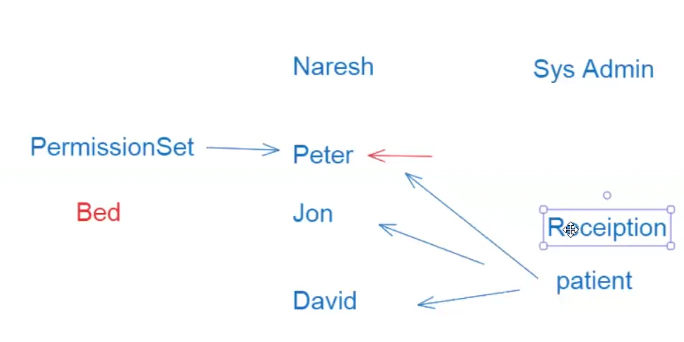 Naresh
Sys Admin
PermissionSet
Peter
Bed
Jon
Receiption
patient
David